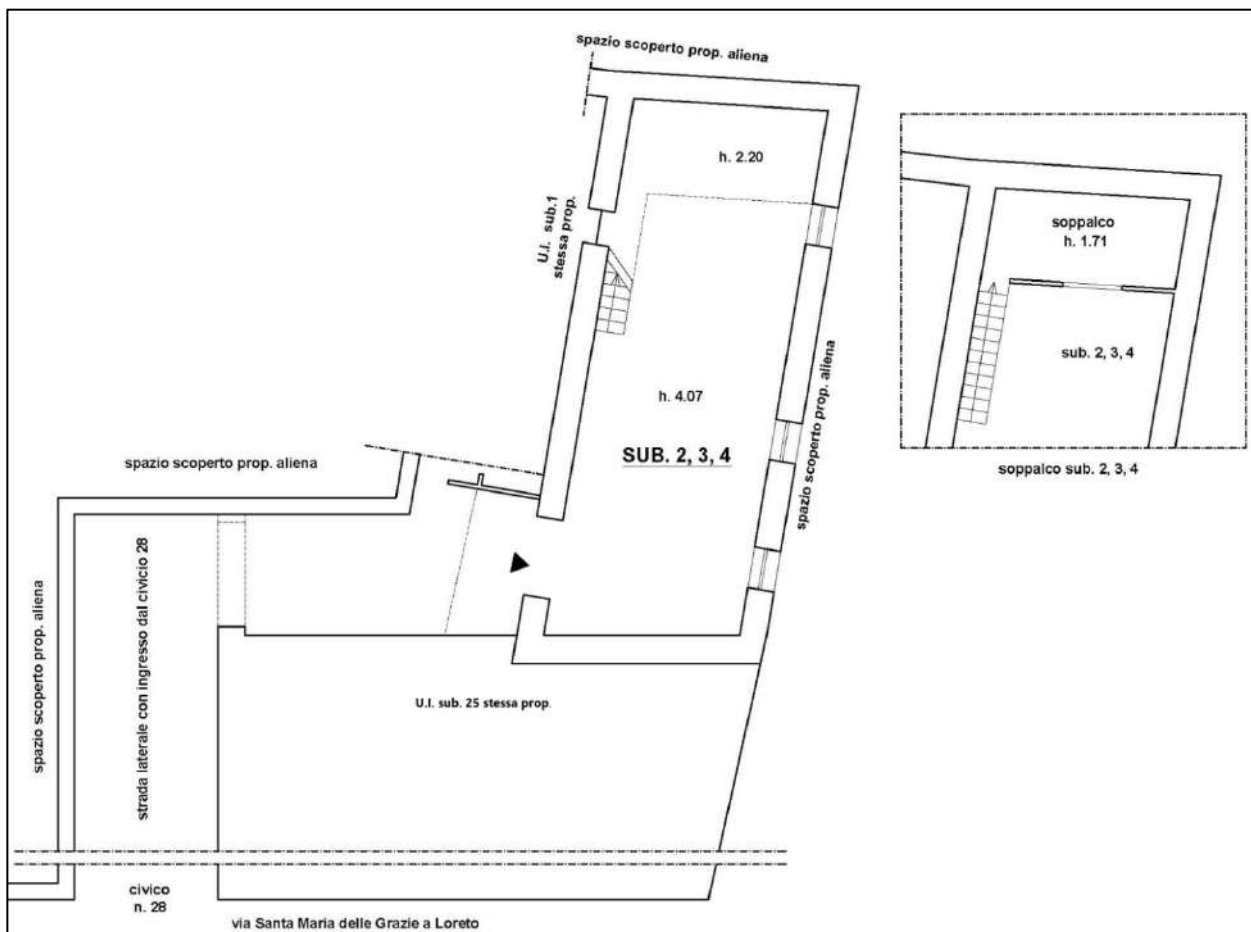 spazio scoperto prop. aliena
h. 2.20
U.i. sub.1
stessa prop.
soppalco
h. 1.71
sub. 2, 3, 4
soppalco sub. 2, 3, 4
h. 4.07
SUB. 2, 3, 4
spazio scoperto prop. aliena
spazio scoperto prop. aliena
spazio scoperto prop. aliena
strada laterale con ingresso dal civicio 28
U.I. sub. 25 stessa prop.
civico
n. 28
via Santa Maria delle Grazie a Loreto